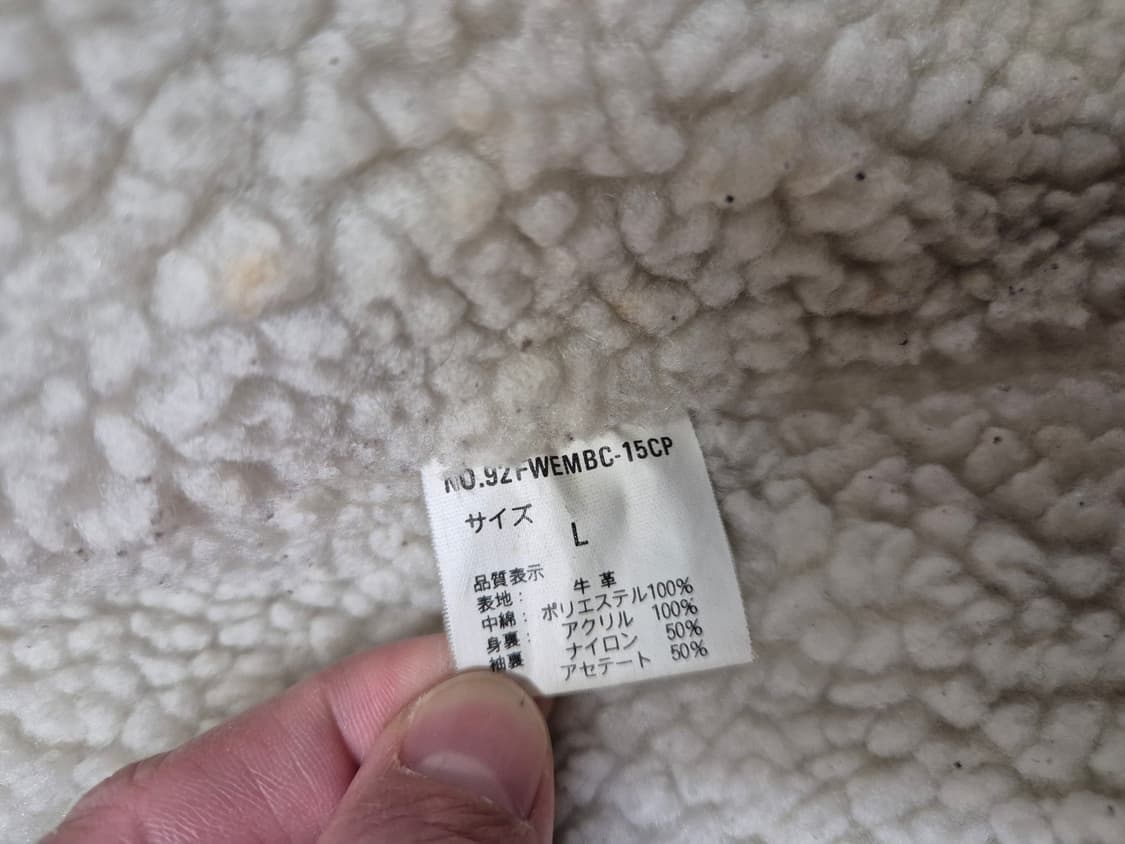 NO.92FWEMBC-15CP
サイズ
L
品質表示
表地： 牛革
中綿： ポリエステル100%
身裏： アクリル 100%
袖裏 ナイロン 50%
アセテート 50%